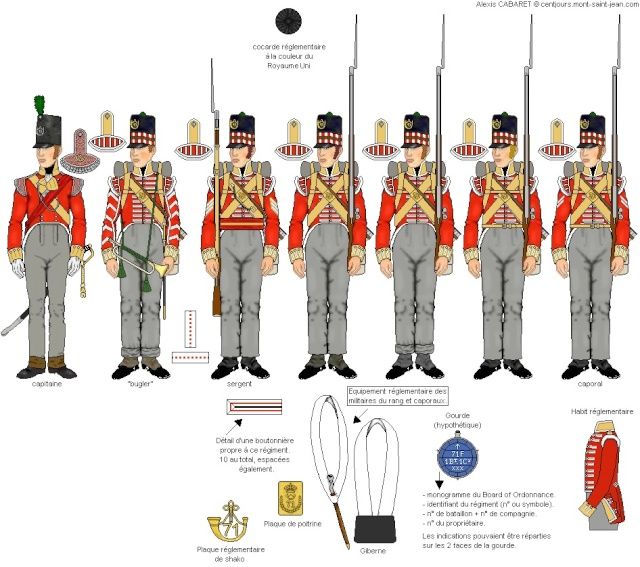 Alexis CABARET © centjours.mont-saint-jean.com
cocarde réglementaire
à la couleur du
Royaume Uni
capitaine
"bugler"
sergent
caporal
Equipement réglementaire des
militaires du rang et caporaux.
Détail d'une boutonnière
propre à ce régiment.
10 au total, espacées
également.
Gourde
(hypothétique)
71F
1Bt1Cy
xxx
Habit réglementaire
- monogramme du Board of Ordonnance.
- identifiant du régiment (n° ou symbole).
- n° de bataillon + n° de compagnie.
- n° du propriétaire.
Les indications pouvaient être réparties
sur les 2 faces de la gourde.
71
Plaque de poitrine
71
Plaque réglementaire
de shako
Giberne